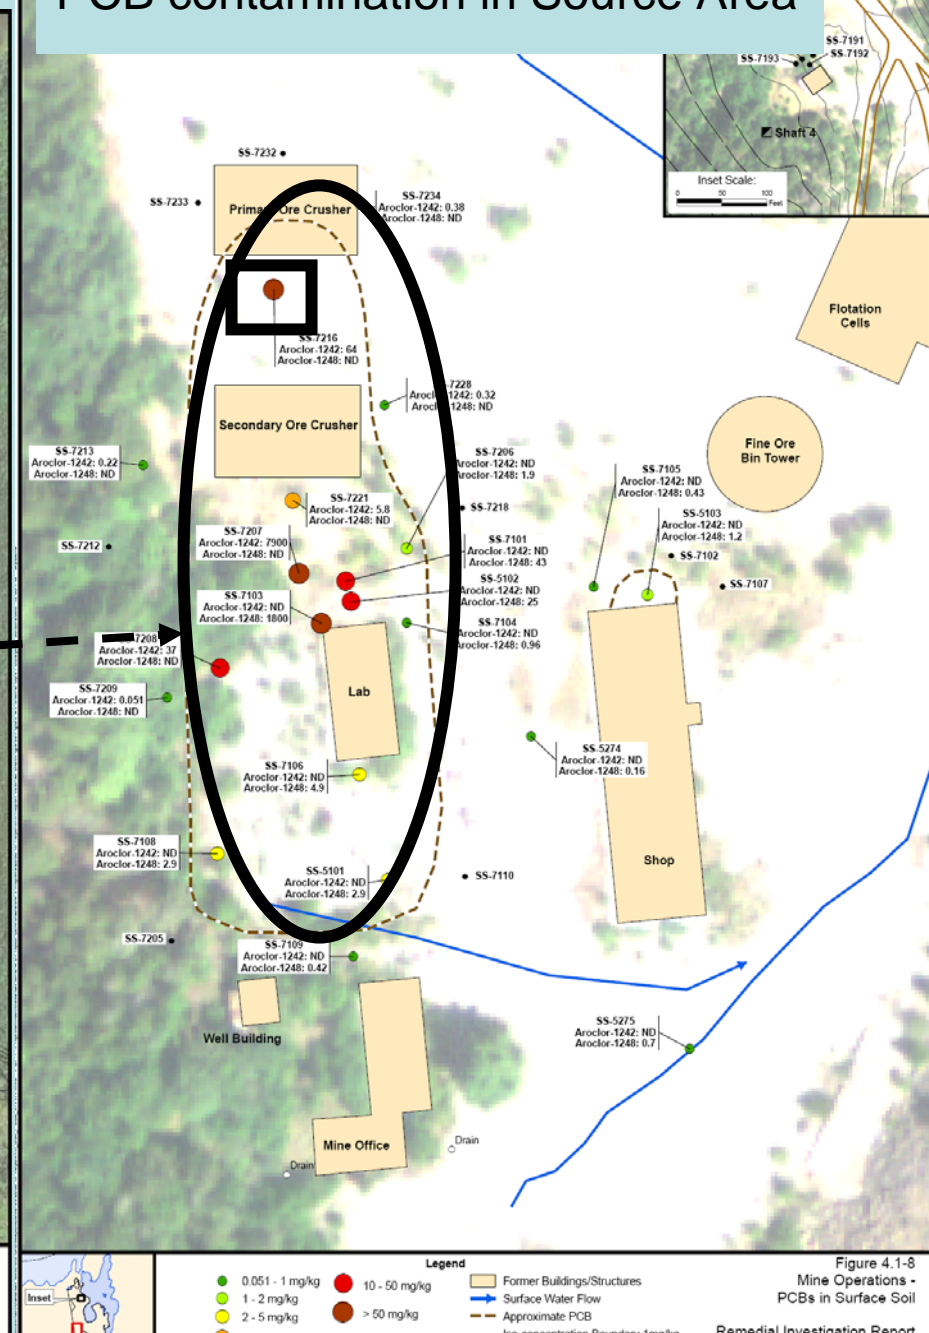 PCB contamination in Source Area
SS-7191
SS-7192
SS-7193
Shaft 4
Inset Scale:
0 50 100
Feet
SS-7232
SS-7233
Primary Ore Crusher
SS-7234
Aroclor-1242: 0.38
Aroclor-1248: ND
SS-7216
Aroclor-1242: 64
Aroclor-1248: ND
Flotation
Cells
SS-7228
Aroclor-1242: 0.32
Aroclor-1248: ND
Secondary Ore Crusher
Fine Ore
Bin Tower
SS-7213
Aroclor-1242: 0.22
Aroclor-1248: ND
SS-7206
Aroclor-1242: ND
Aroclor-1248: 1.9
SS-7105
Aroclor-1242: ND
Aroclor-1248: 0.43
SS-7221
Aroclor-1242: 5.8
Aroclor-1248: ND
SS-7218
SS-5103
Aroclor-1242: ND
Aroclor-1248: 1.2
SS-7207
Aroclor-1242: 7900
Aroclor-1248: ND
SS-7212
SS-7101
Aroclor-1242: ND
Aroclor-1248: 43
SS-7102
SS-5102
Aroclor-1242: ND
Aroclor-1248: 25
SS-7107
SS-7103
Aroclor-1242: ND
Aroclor-1248: 1800
SS-7104
Aroclor-1242: ND
Aroclor-1248: 0.96
SS-7208
Aroclor-1242: 37
Aroclor-1248: ND
SS-7209
Aroclor-1242: 0.051
Aroclor-1248: ND
Lab
SS-5274
Aroclor-1242: ND
Aroclor-1248: 0.16
SS-7106
Aroclor-1242: ND
Aroclor-1248: 4.9
SS-7108
Aroclor-1242: ND
Aroclor-1248: 2.9
Shop
SS-5101
Aroclor-1242: ND
Aroclor-1248: 2.9
SS-7110
SS-7205
SS-7109
Aroclor-1242: ND
Aroclor-1248: 0.42
Well Building
SS-5275
Aroclor-1242: ND
Aroclor-1248: 0.7
Mine Office
Drain
Drain
Inset
Legend
0.051 - 1 mg/kg
1 - 2 mg/kg
2 - 5 mg/kg
10 - 50 mg/kg
> 50 mg/kg
Former Buildings/Structures
Surface Water Flow
Approximate PCB
Iso-concentration Boundary 1mg/kg
Figure 4.1-8
Mine Operations -
PCBs in Surface Soil
Remedial Investigation Report